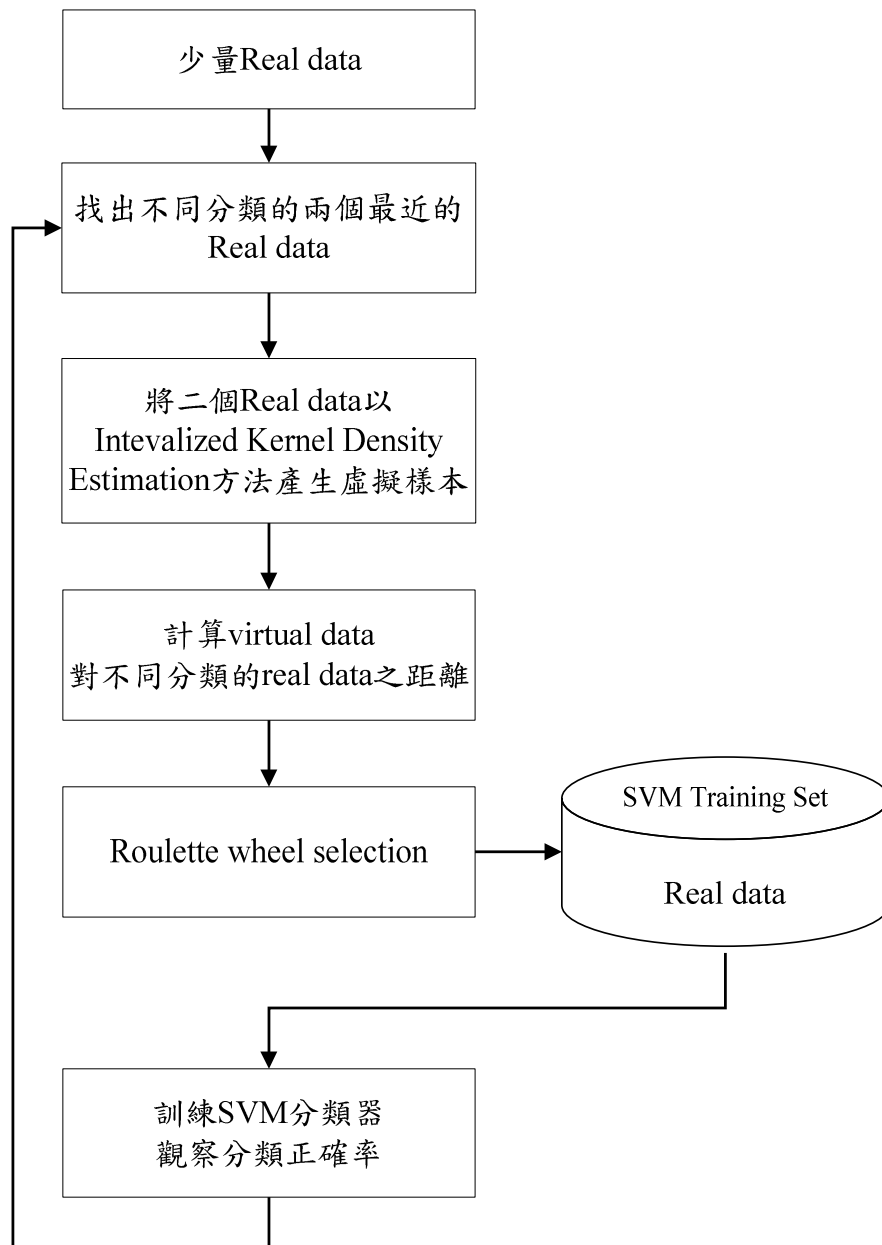 少量Real data
找出不同分類的兩個最近的
Real data
將二個Real data以
Intevalized Kernel Density
Estimation方法產生虛擬樣本
計算virtual data
對不同分類的real data之距離
Roulette wheel selection
SVM Training Set
Real data
訓練SVM分類器
觀察分類正確率